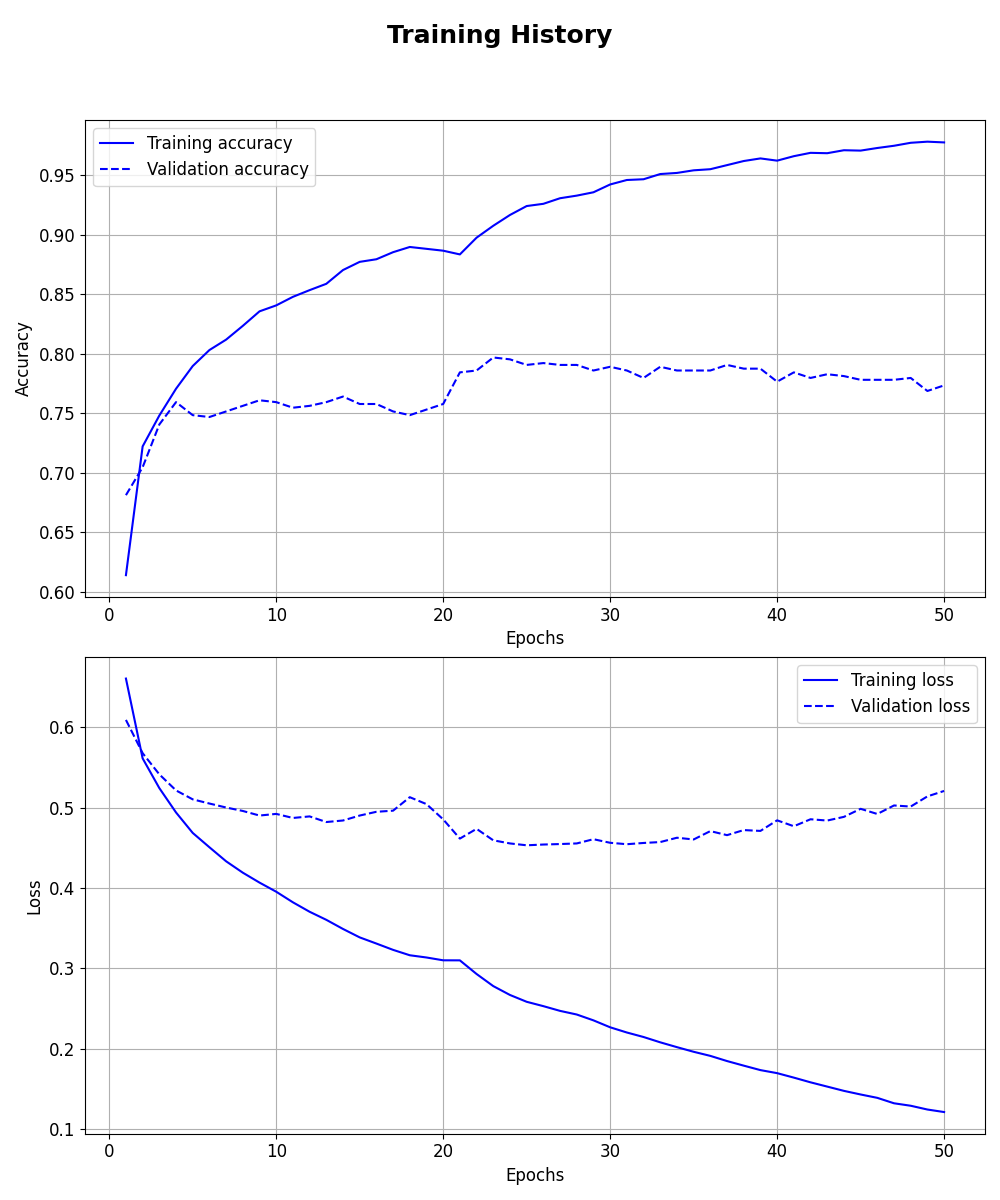 Training History
Training accuracy
Validation accuracy
0.95
0.90
0.85
0.80
0.75
0.70
0.65
0.60
Accuracy
0 10 20 30 40 50
Epochs
Training loss
Validation loss
0.6
0.5
0.4
0.3
0.2
0.1
Loss
0 10 20 30 40 50
Epochs